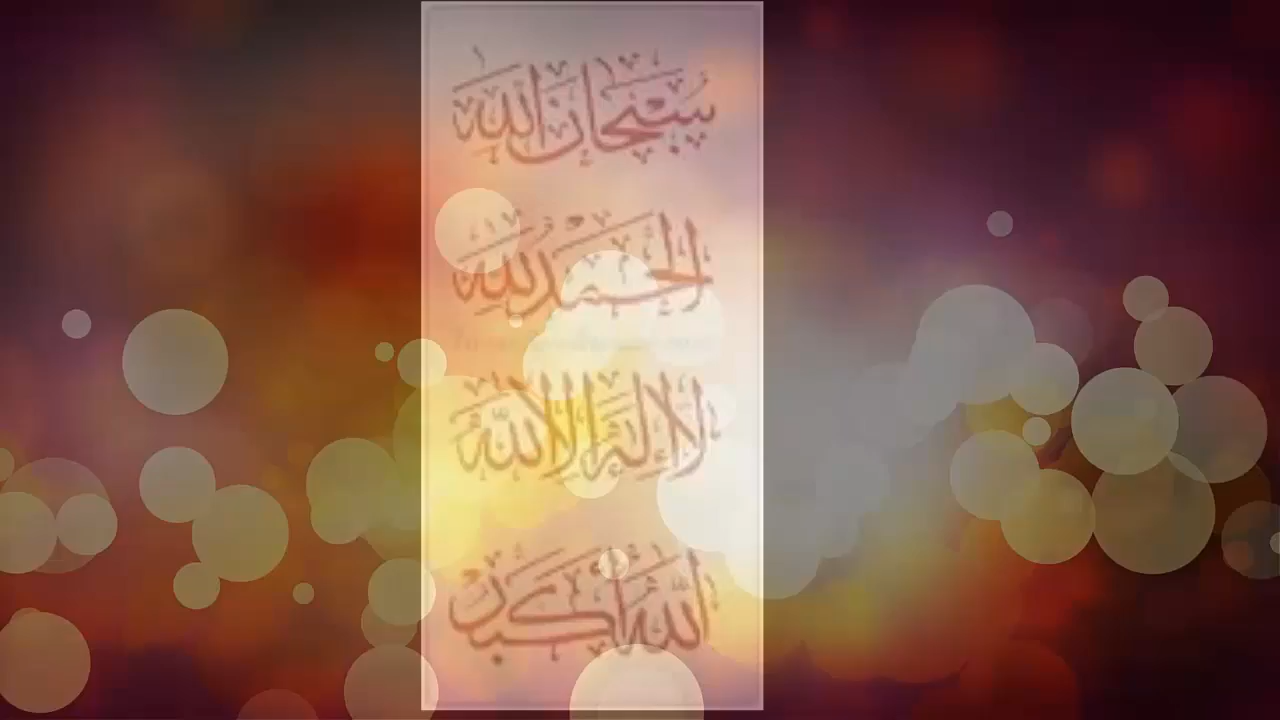 سبحان الله
الحمد لله
لا إله إلا الله
الله أكبر